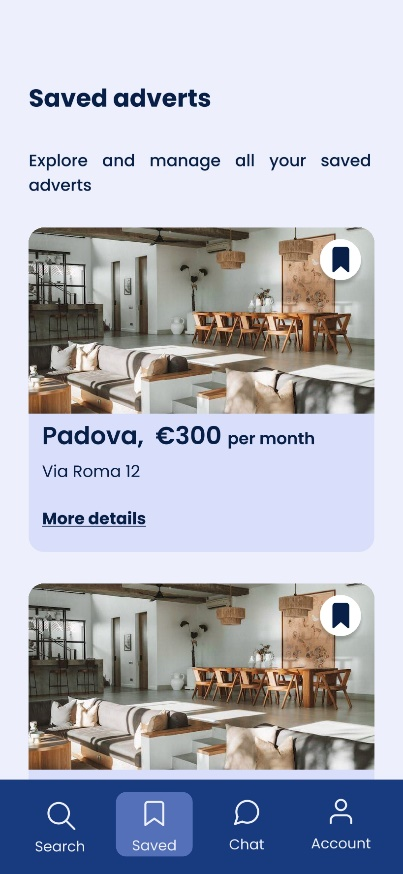 Saved adverts
Explore and manage all your saved
adverts
Padova, €300 per month
Via Roma 12
More details
Search
Saved
Chat
Account